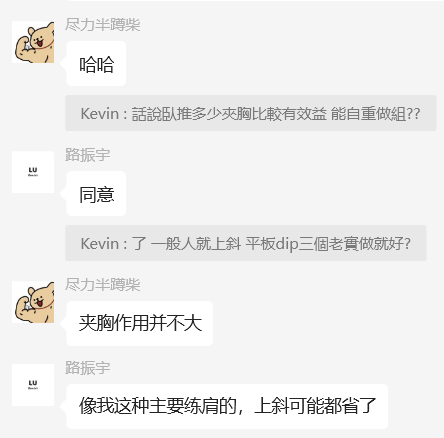 尽力半蹲柴
哈哈
Kevin : 話說臥推多少夾胸比較有效益 能自重做組??
路振宇
LU
同意
Kevin : 了 一般人就上斜 平板dip三個老實做就好?
尽力半蹲柴
夹胸作用并不大
路振宇
LU
像我这种主要练肩的，上斜可能都省了